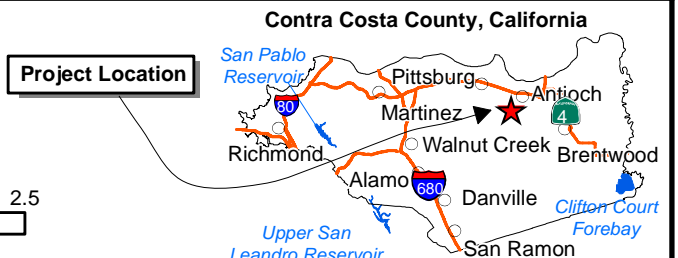 Contra Costa County, California
San Pablo
Reservoir
Project Location
Pittsburg
Antioch
80
Martinez
4
Richmond
Walnut Creek
Brentwood
Alamo
680
2.5
Danville
Clifton Court
Forebay
Upper San
Leandro Reservoir
San Ramon